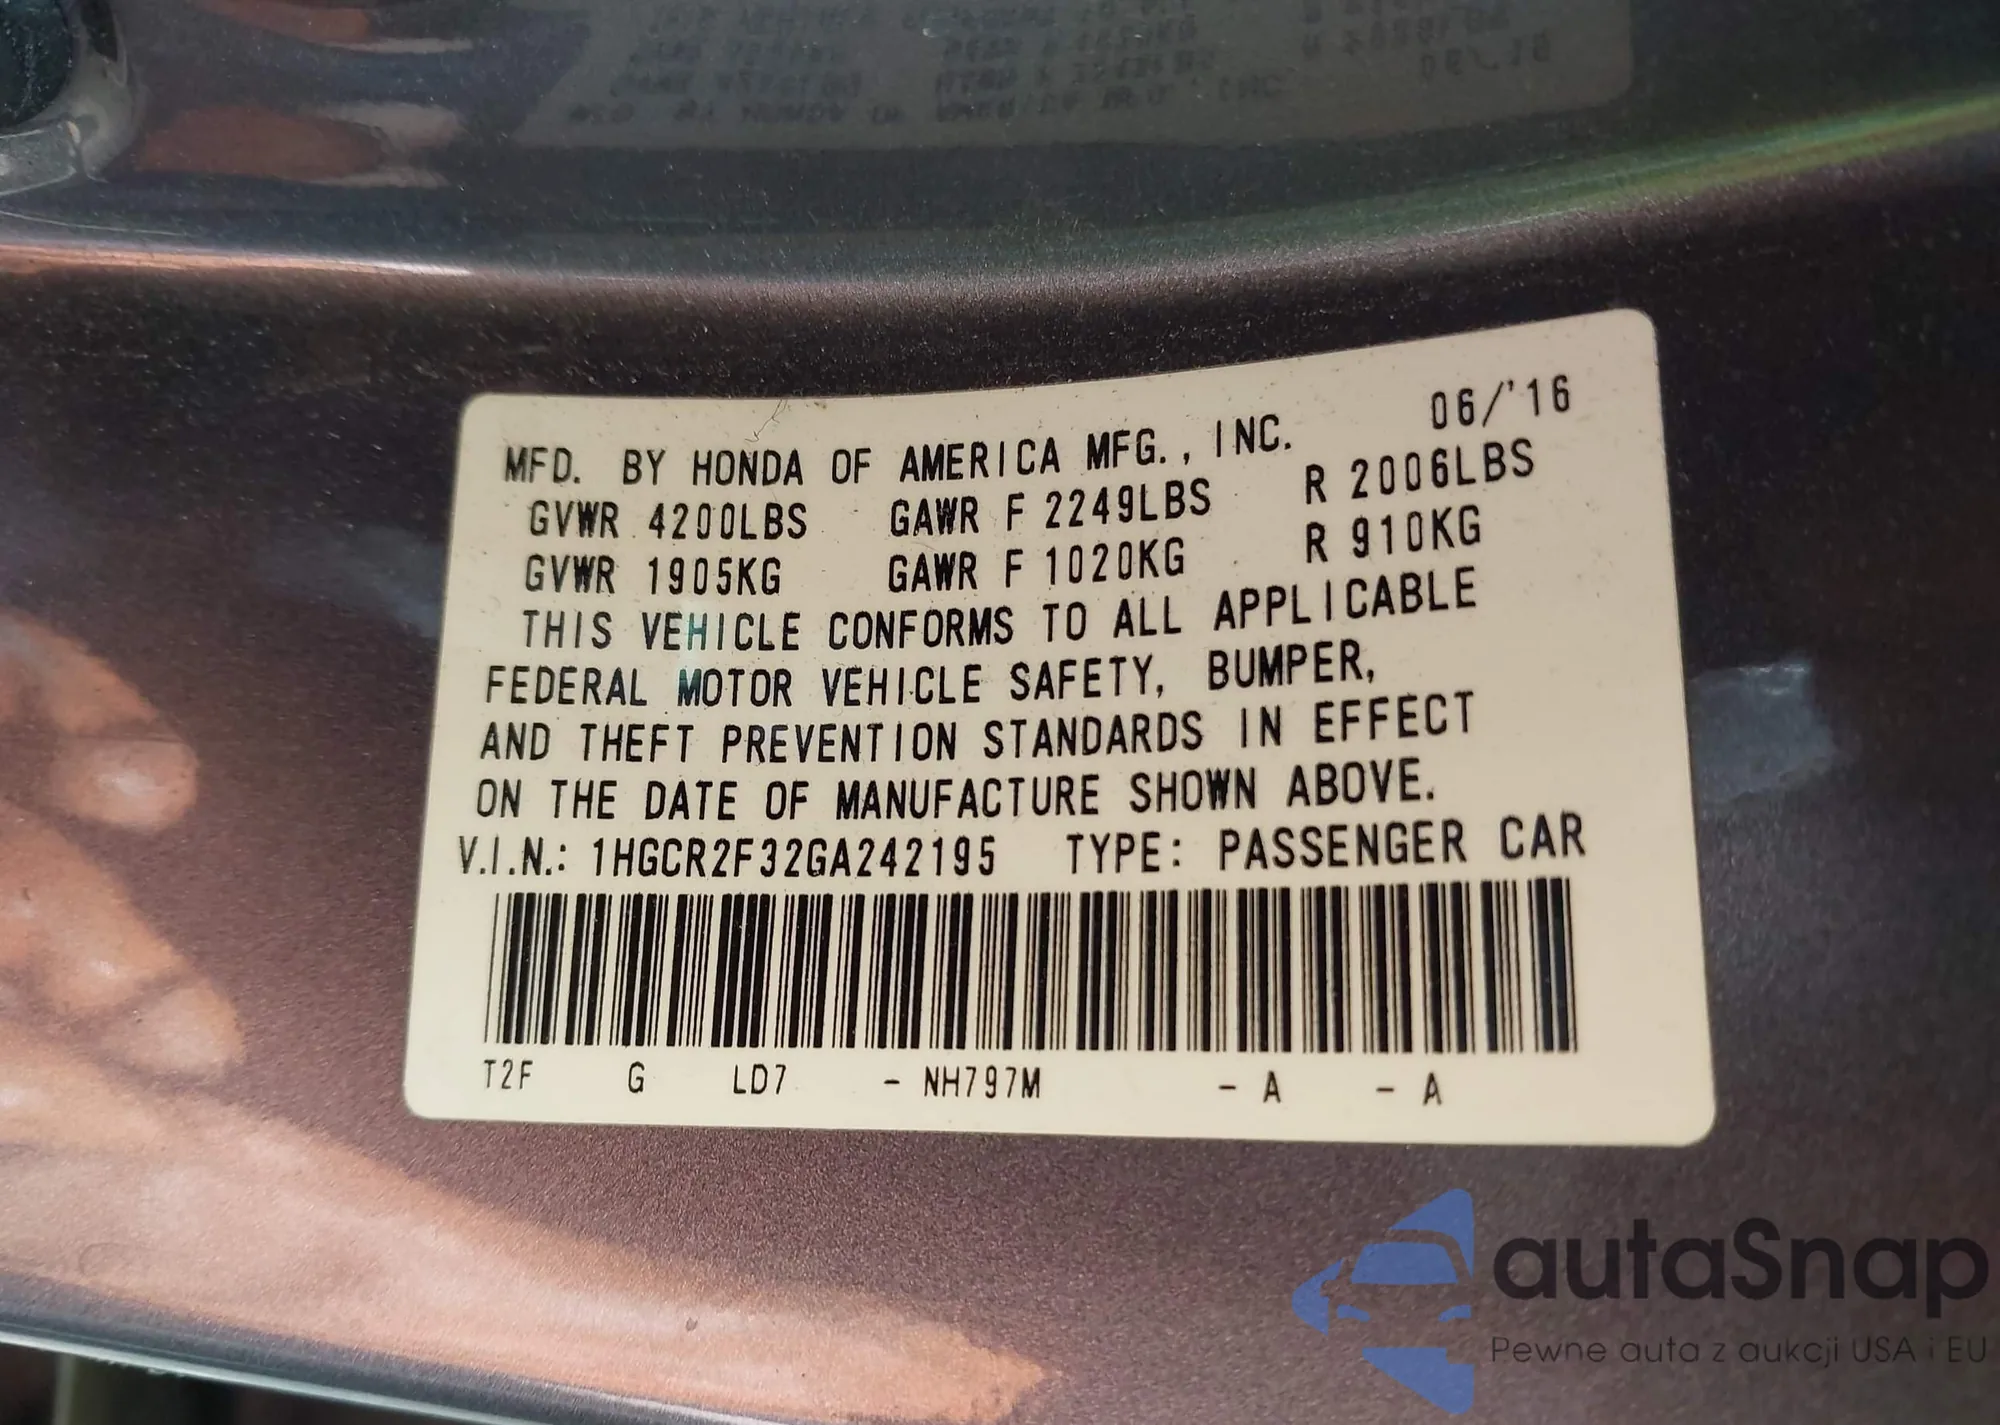 MFD. BY HONDA OF AMERICA MFG., INC. 06/'16
GVWR 4200LBS GAWR F 2249LBS R 2006LBS
GVWR 1905KG GAWR F 1020KG R 910KG
THIS VEHICLE CONFORMS TO ALL APPLICABLE
FEDERAL MOTOR VEHICLE SAFETY, BUMPER,
AND THEFT PREVENTION STANDARDS IN EFFECT
ON THE DATE OF MANUFACTURE SHOWN ABOVE.
V.I.N.: 1HGCR2F32GA242195 TYPE: PASSENGER CAR
T2F G LD7 - NH797M - A - A
autaSnap
Pewne auta z aukcji USA i EU